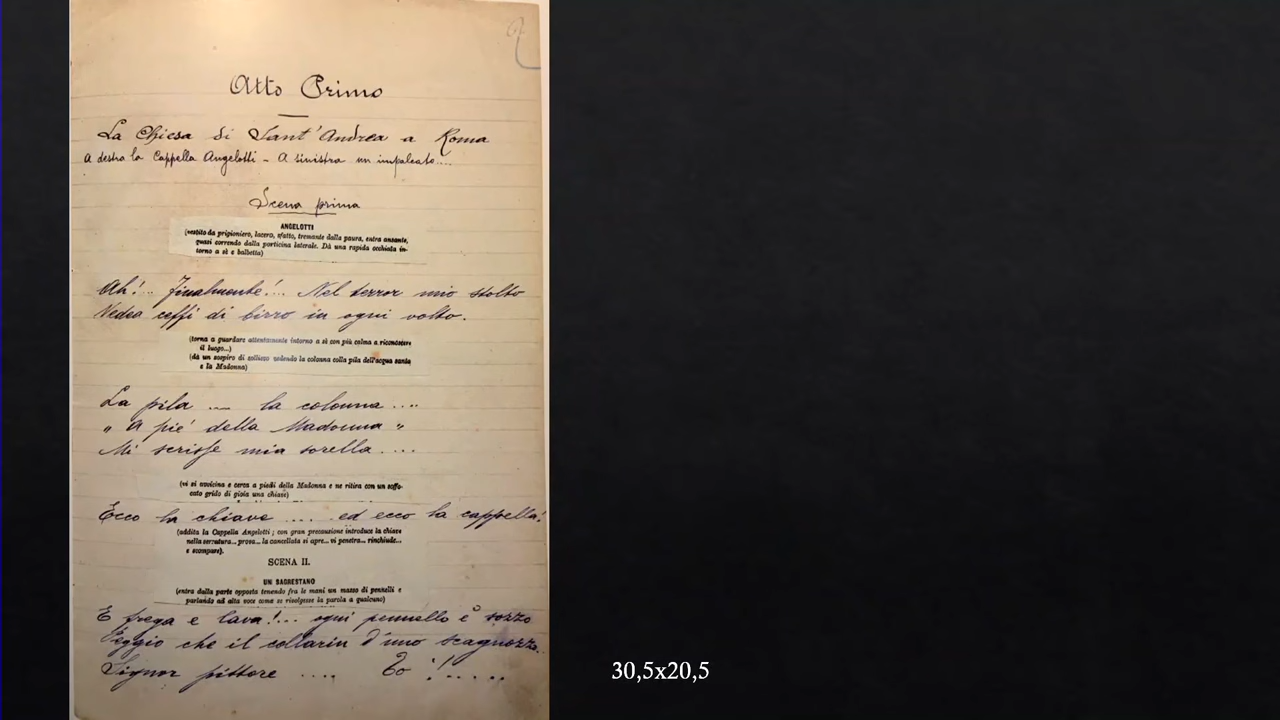 2
Atto Primo
La Chiesa di Sant'Andrea a Roma
A destra la Cappella Angelotti - A sinistra un impalcato....
Scena prima
ANGELOTTI
(vestito da prigioniero, lacero, sfatto, tremante dalla paura, entra ansante,
quasi correndo dalla porticina laterale. Dà una rapida occhiata in-
torno a sè e balbetta)
Ah!... finalmente!... Nel terror mio stolto
Vedea ceffi di birro in ogni volto.
(torna a guardare attentamente intorno a sè con più calma a riconoscere
il luogo...)
(dà un sospiro di sollievo vedendo la colonna colla pila dell'acqua santa
e la Madonna)
La pila .... la colonna ....
„ A pie' della Madonna „
Mi scrisse mia sorella ....
(vi si avvicina e cerca a piedi della Madonna e ne ritira con un soffo-
cato grido di gioia una chiave)
Ecco la chiave .... ed ecco la cappella!
(addita la Cappella Angelotti ; con gran precauzione introduce la chiave
nella serratura... prova... la cancellata si apre... vi penetra... rinchiude...
e scompare).
SCENA II.
UN SAGRESTANO
(entra dalla parte opposta tenendo fra le mani un mazzo di pennelli e
parlando ad alta voce come se rivolgesse la parola a qualcuno)
E frega e lava!... ogni pennello è sozzo
Peggio che il collarin d'uno scagnozzo.
Signor pittore .... To'!.....
30,5x20,5